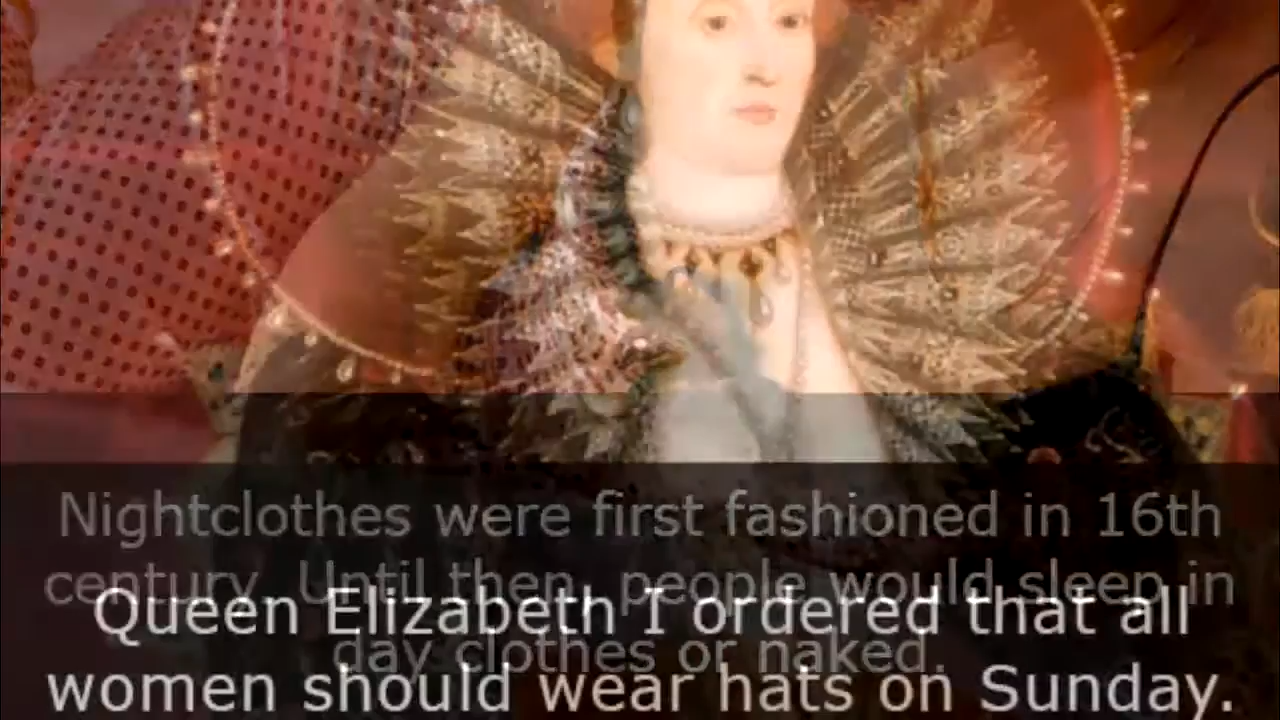 Nightclothes were first fashioned in 16th
century. Until then, people would sleep in
day clothes or naked.
Queen Elizabeth I ordered that all
women should wear hats on Sunday.